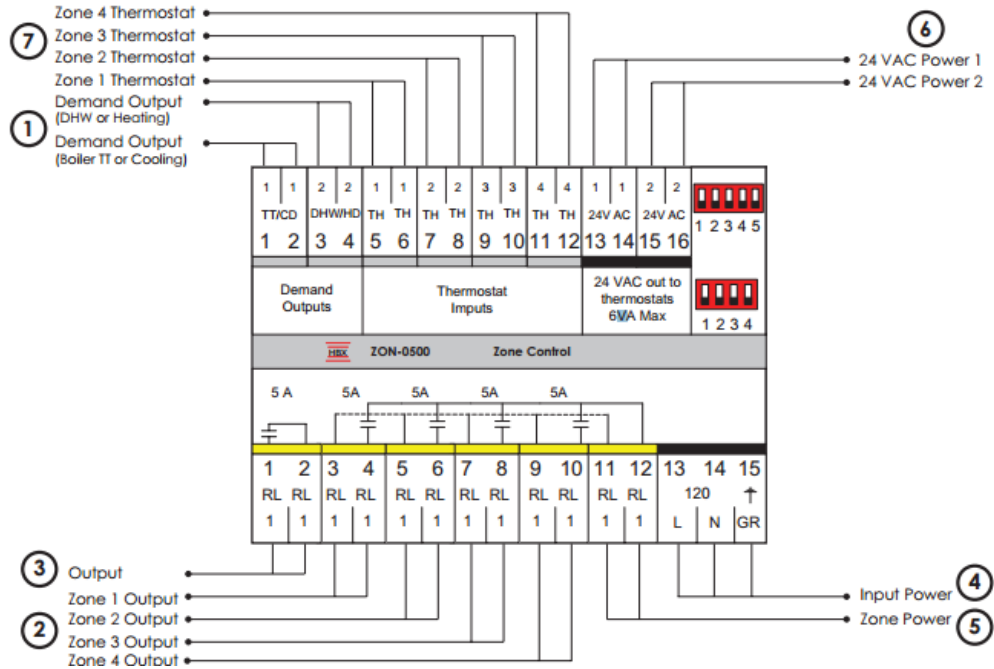 Zone 4 Thermostat
7
Zone 3 Thermostat
Zone 2 Thermostat
Zone 1 Thermostat
1
Demand Output
(DHW or Heating)
Demand Output
(Boiler TT or Cooling)
6
24 VAC Power 1
24 VAC Power 2
1 1 2 2 1 1 2 2 3 3 4 4 1 1 2 2
TT/CD DHW/HD TH TH TH TH TH TH TH TH 24V AC 24V AC
1 2 3 4 5 6 7 8 9 10 11 12 13 14 15 16
1 2 3 4 5
Demand
Outputs
Thermostat
Imputs
24 VAC out to
thermostats
6VA Max
1 2 3 4
HBX ZON-0500 Zone Control
5 A 5A 5A 5A 5A
1 2 3 4 5 6 7 8 9 10 11 12 13 14 15
RL RL RL RL RL RL RL RL RL RL RL RL 120
1 1 1 1 1 1 1 1 1 1 1 1 L N GR
3
Output
2
Zone 1 Output
Zone 2 Output
Zone 3 Output
Zone 4 Output
Input Power
4
Zone Power
5